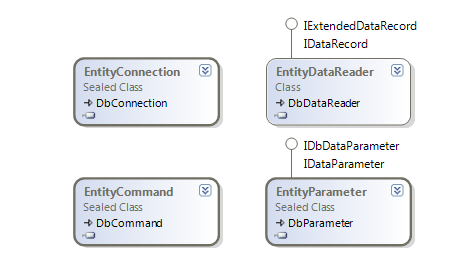 IExtendedDataRecord
IDataRecord
EntityConnection
Sealed Class
DbConnection
EntityDataReader
Class
DbDataReader
IDbDataParameter
IDataParameter
EntityCommand
Sealed Class
DbCommand
EntityParameter
Sealed Class
DbParameter